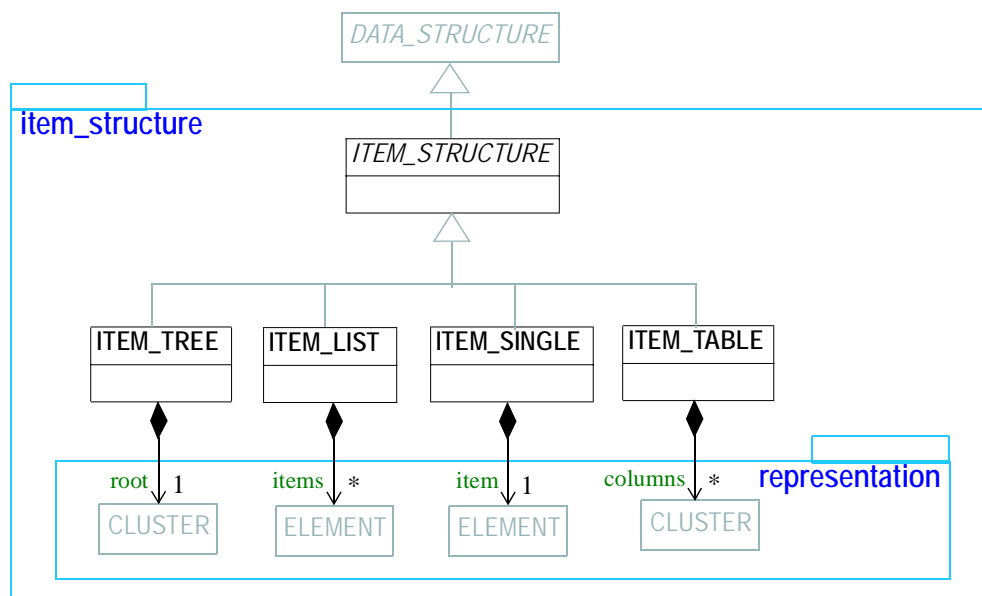 DATA_STRUCTURE
item_structure
ITEM_STRUCTURE
ITEM_TREE
ITEM_LIST
ITEM_SINGLE
ITEM_TABLE
root 1
items *
item 1
columns *
representation
CLUSTER
ELEMENT
ELEMENT
CLUSTER